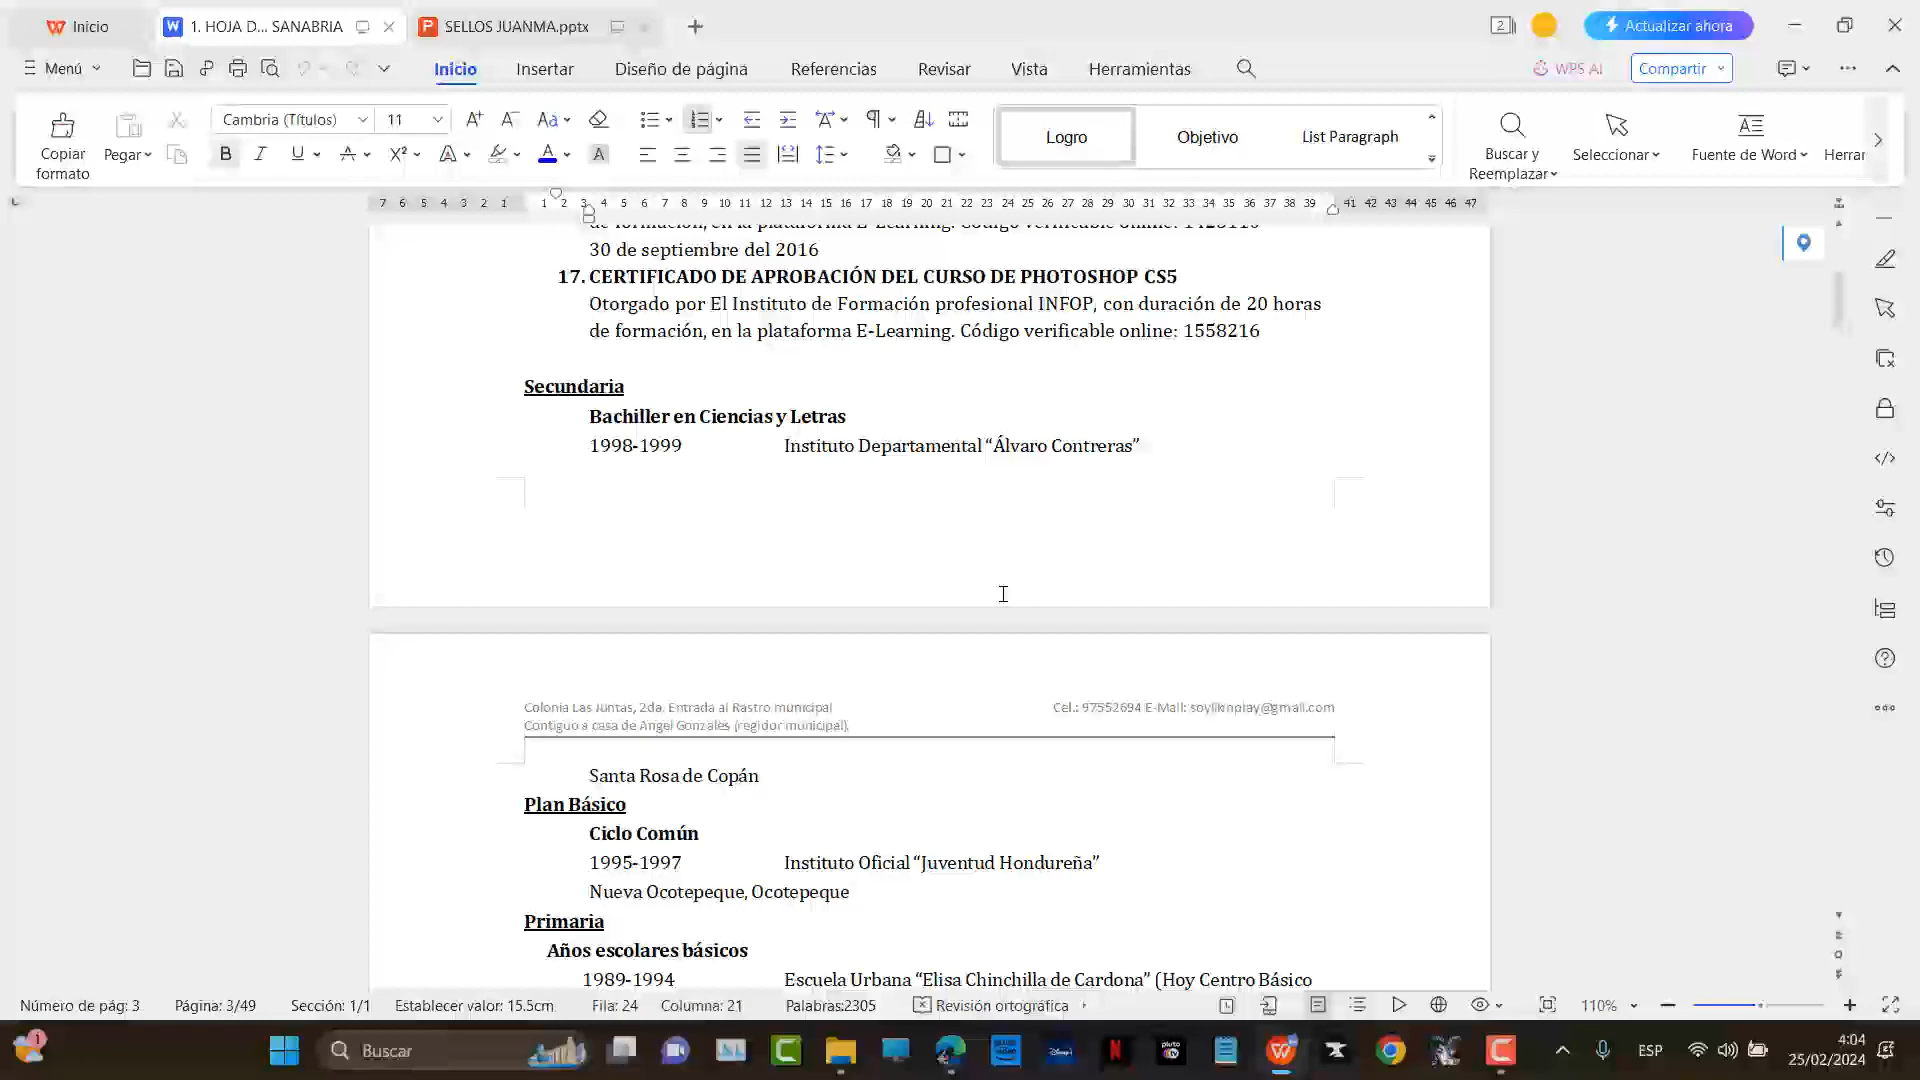 Inicio
1. HOJA D... SANABRIA
SELLOS JUANMA.pptx
Actualizar ahora
Menú
Inicio
Insertar
Diseño de página
Referencias
Revisar
Vista
Herramientas
WPS AI
Compartir
Copiar formato
Pegar
Cambria (Títulos)
11
Logro
Objetivo
List Paragraph
Buscar y Reemplazar
Seleccionar
Fuente de Word
Herrar
7 6 5 4 3 2 1 1 2 3 4 5 6 7 8 9 10 11 12 13 14 15 16 17 18 19 20 21 22 23 24 25 26 27 28 29 30 31 32 33 34 35 36 37 38 39 41 42 43 44 45 46 47
de formación, en la plataforma E-Learning. Código verificable online:
30 de septiembre del 2016
17. CERTIFICADO DE APROBACIÓN DEL CURSO DE PHOTOSHOP CS5
Otorgado por El Instituto de Formación profesional INFOP, con duración de 20 horas
de formación, en la plataforma E-Learning. Código verificable online: 1558216
Secundaria
Bachiller en Ciencias y Letras
1998-1999 Instituto Departamental “Álvaro Contreras”
Colonia Las Juntas, 2da. Entrada al Rastro municipal Cel.: 97552694 E-Mail: soylikinplay@gmail.com
Contiguo a casa de Angel Gonzales (regidor municipal).
Santa Rosa de Copán
Plan Básico
Ciclo Común
1995-1997 Instituto Oficial “Juventud Hondureña”
Nueva Ocotepeque, Ocotepeque
Primaria
Años escolares básicos
1989-1994 Escuela Urbana “Elisa Chinchilla de Cardona” (Hoy Centro Básico
Número de pág: 3 Página: 3/49 Sección: 1/1 Establecer valor: 15.5cm Fila: 24 Columna: 21 Palabras:2305 Revisión ortográfica 110%
Buscar
ESP
4:04
25/02/2024